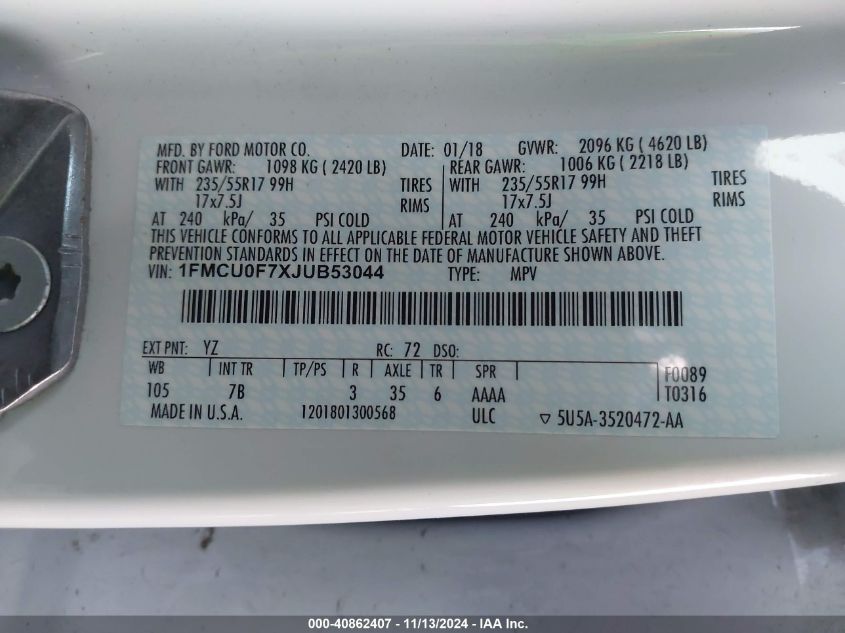 MFD. BY FORD MOTOR CO. DATE: 01/18 GVWR: 2096 KG ( 4620 LB)
FRONT GAWR: 1098 KG ( 2420 LB) REAR GAWR: 1006 KG ( 2218 LB)
WITH 235/55R17 99H TIRES WITH 235/55R17 99H TIRES
17x7.5J RIMS 17x7.5J RIMS
AT 240 kPa/ 35 PSI COLD AT 240 kPa/ 35 PSI COLD
THIS VEHICLE CONFORMS TO ALL APPLICABLE FEDERAL MOTOR VEHICLE SAFETY AND THEFT
PREVENTION STANDARDS IN EFFECT ON THE DATE OF MANUFACTURE SHOWN ABOVE.
VIN: 1FMCU0F7XJUB53044 TYPE: MPV
EXT PNT: YZ RC: 72 DSO:
WB INT TR TP/PS R AXLE TR SPR F0089
105 7B 3 35 6 AAAA T0316
MADE IN U.S.A. 1201801300568 ULC ▽ 5U5A-3520472-AA
000-40862407 - 11/13/2024 - IAA Inc.